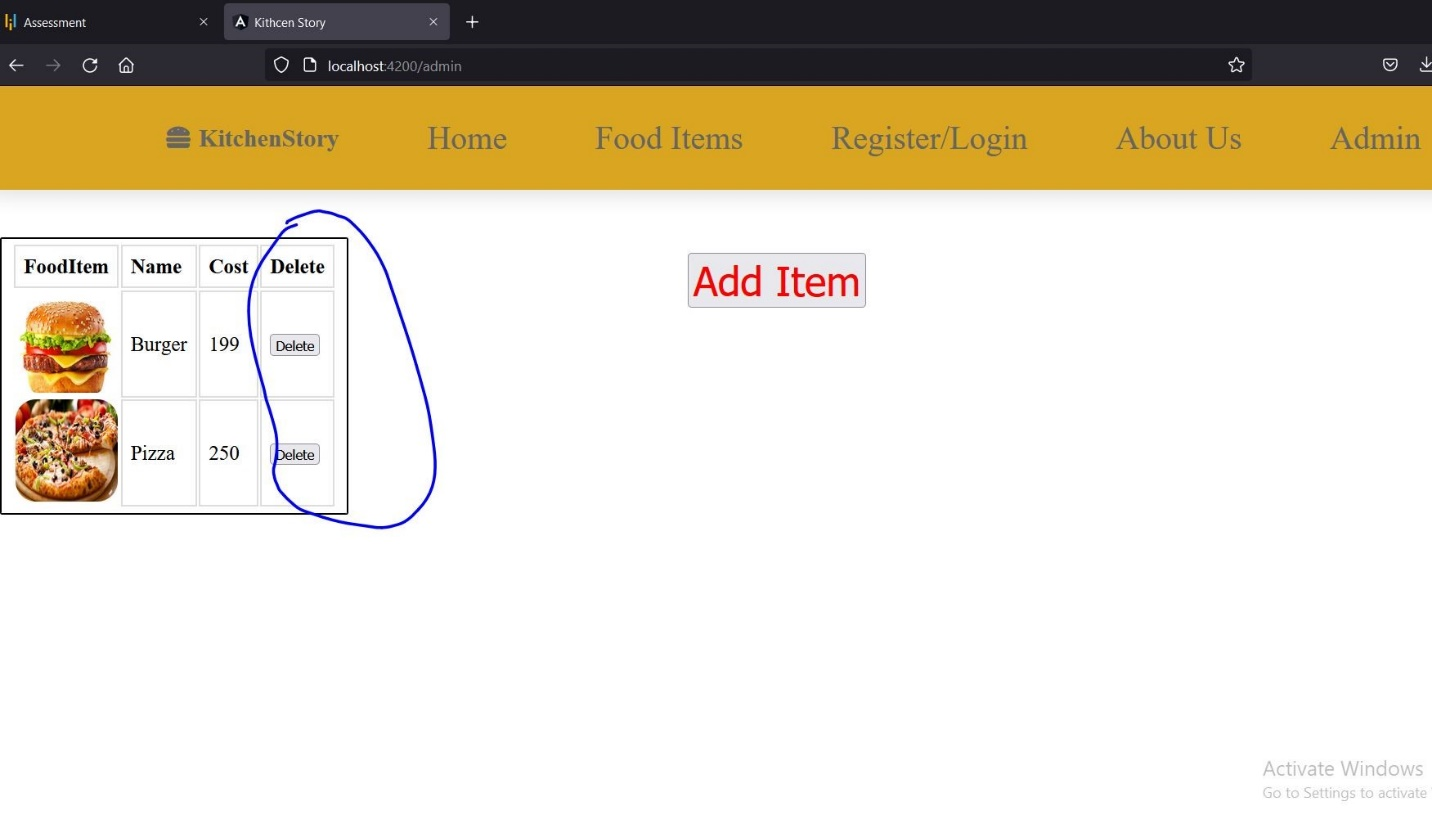 Assessment
Kithcen Story
localhost:4200/admin
KitchenStory Home Food Items Register/Login About Us Admin
FoodItem Name Cost Delete
Add Item
Burger 199 Delete
Pizza 250 Delete
Activate Windows
Go to Settings to activate